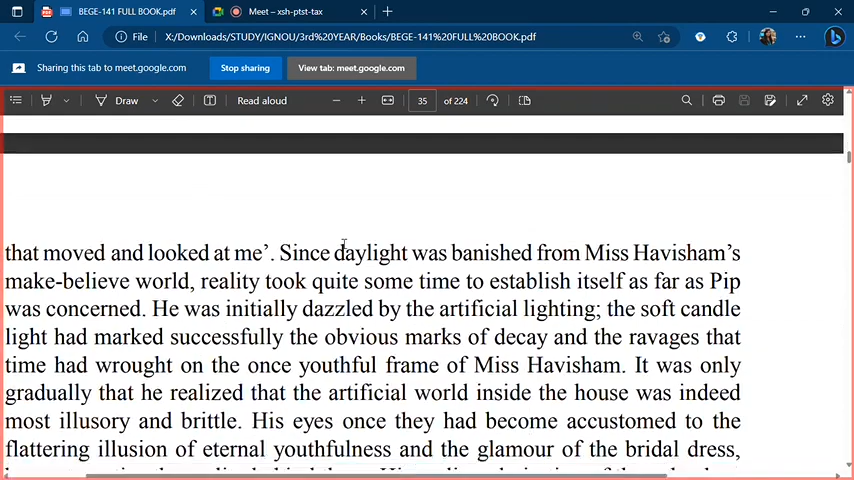 BEGE-141 FULL BOOK.pdf
Meet – xsh-ptst-tax
File X:/Downloads/STUDY/IGNOU/3rd%20YEAR/Books/BEGE-141%20FULL%20BOOK.pdf
Sharing this tab to meet.google.com Stop sharing View tab: meet.google.com
Draw Read aloud 35 of 224
that moved and looked at me’. Since daylight was banished from Miss Havisham’s
make-believe world, reality took quite some time to establish itself as far as Pip
was concerned. He was initially dazzled by the artificial lighting; the soft candle
light had marked successfully the obvious marks of decay and the ravages that
time had wrought on the once youthful frame of Miss Havisham. It was only
gradually that he realized that the artificial world inside the house was indeed
most illusory and brittle. His eyes once they had become accustomed to the
flattering illusion of eternal youthfulness and the glamour of the bridal dress,